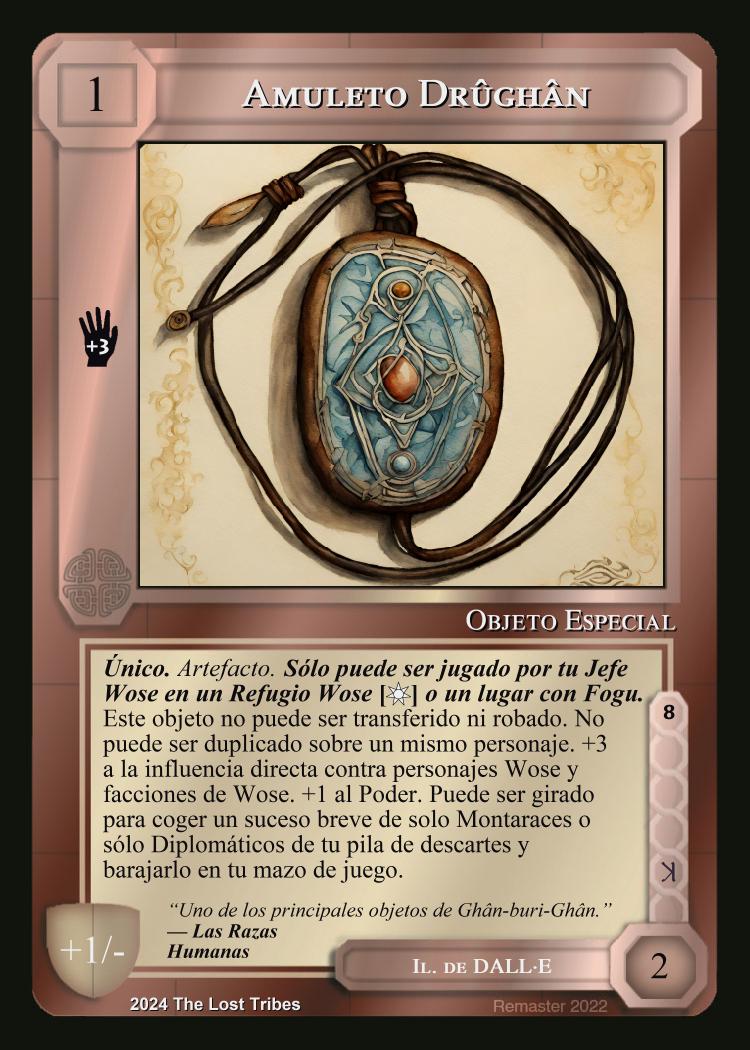 1
Amuleto Drûghân
+3
Objeto Especial
Único. Artefacto. Sólo puede ser jugado por tu Jefe
Wose en un Refugio Wose [] o un lugar con Fogu.
Este objeto no puede ser transferido ni robado. No
puede ser duplicado sobre un mismo personaje. +3
a la influencia directa contra personajes Wose y
facciones de Wose. +1 al Poder. Puede ser girado
para coger un suceso breve de solo Montaraces o
sólo Diplomáticos de tu pila de descartes y
barajarlo en tu mazo de juego.
8
“Uno de los principales objetos de Ghân-buri-Ghân.”
— Las Razas
Humanas
+1/-
Il. de DALL·E
2
2024 The Lost Tribes
Remaster 2022